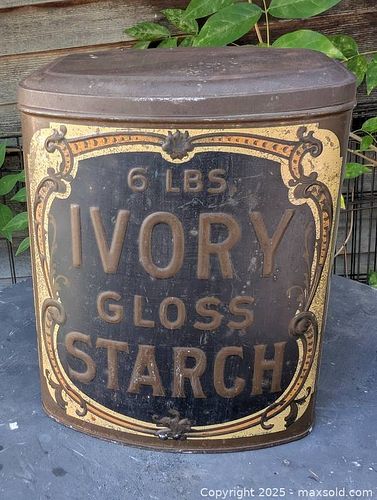 6 LBS.
IVORY
GLOSS
STARCH
Copyright © 2025 - maxsold.com